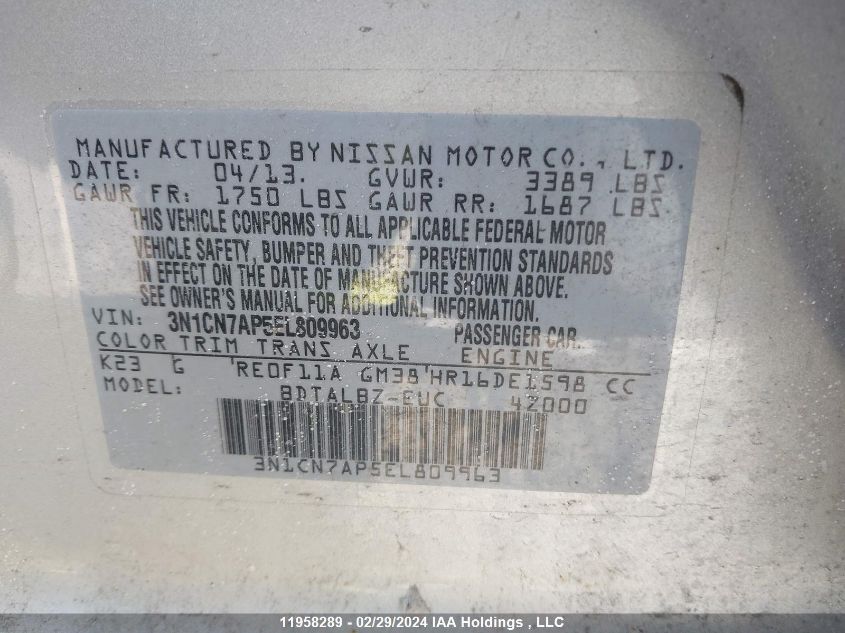 MANUFACTURED BY NISSAN MOTOR CO., LTD.
DATE: 04/13. GVWR: 3389 LBS
GAWR FR: 1750 LBS GAWR RR: 1687 LBS
THIS VEHICLE CONFORMS TO ALL APPLICABLE FEDERAL MOTOR
VEHICLE SAFETY, BUMPER AND THEFT PREVENTION STANDARDS
IN EFFECT ON THE DATE OF MANUFACTURE SHOWN ABOVE.
SEE OWNER'S MANUAL FOR ADDITIONAL INFORMATION.
VIN: 3N1CN7AP5EL809963 PASSENGER CAR
COLOR TRIM TRANS AXLE ENGINE
K23 G RE0F11A GM38 HR16DE1598 CC
MODEL: BDTALBZ-EUC 42000
3N1CN7AP5EL809963
11958289 - 02/29/2024 IAA Holdings , LLC